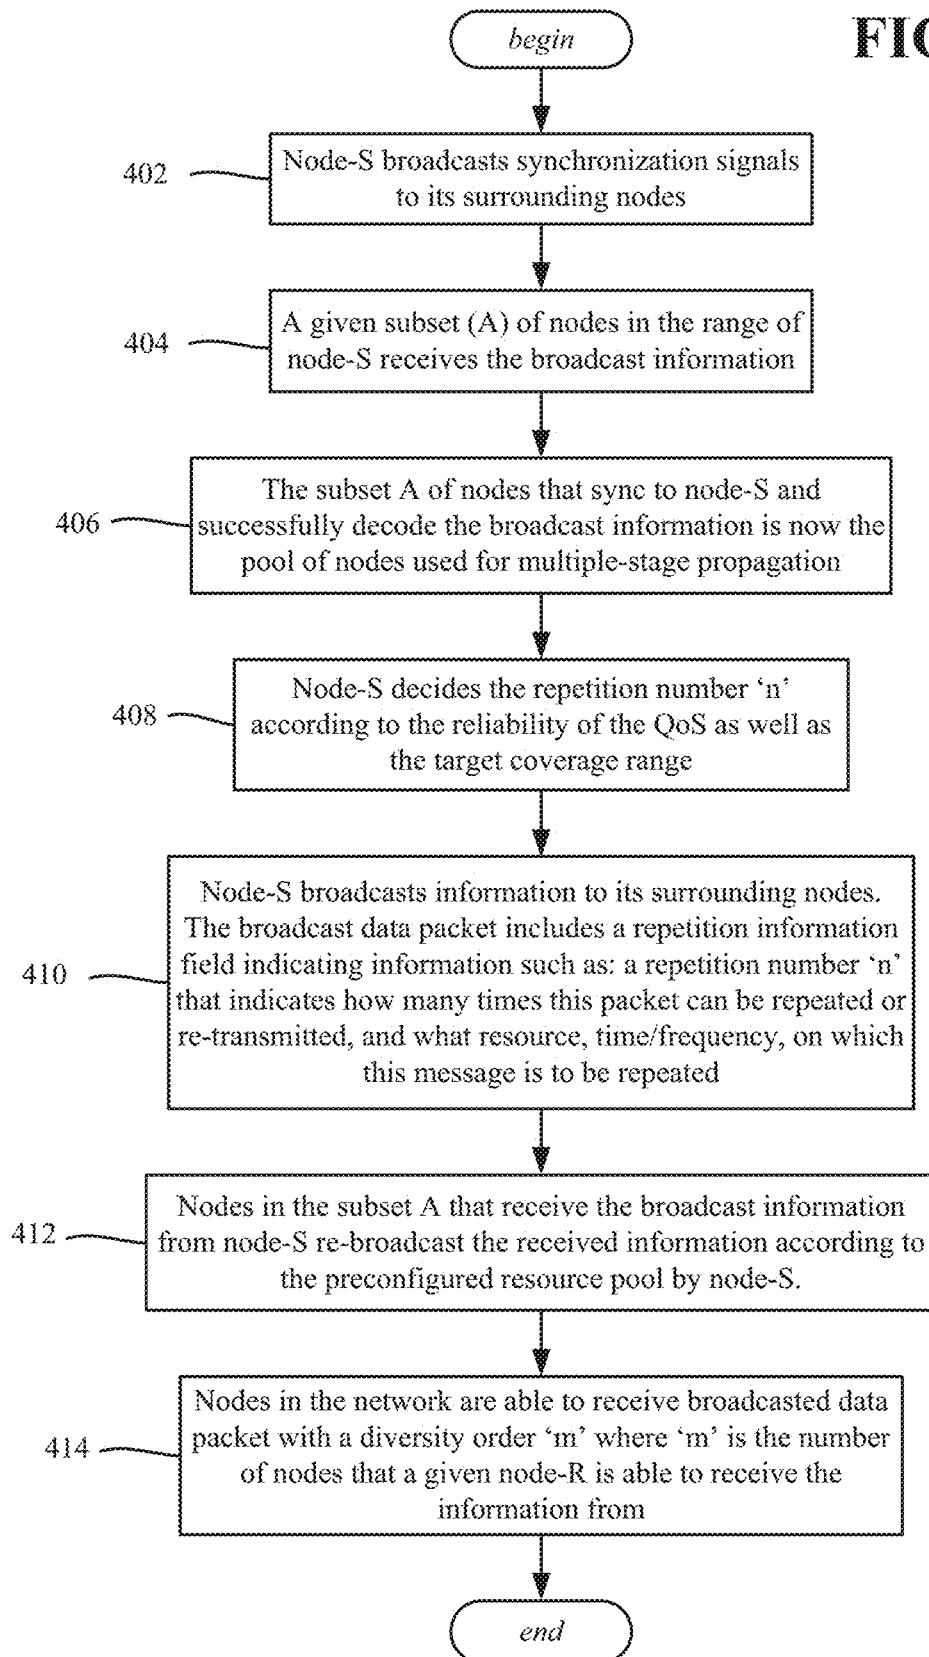 begin
FIG
402
Node-S broadcasts synchronization signals
to its surrounding nodes
404
A given subset (A) of nodes in the range of
node-S receives the broadcast information
406
The subset A of nodes that sync to node-S and
successfully decode the broadcast information is now the
pool of nodes used for multiple-stage propagation
408
Node-S decides the repetition number ‘n’
according to the reliability of the QoS as well as
the target coverage range
410
Node-S broadcasts information to its surrounding nodes.
The broadcast data packet includes a repetition information
field indicating information such as: a repetition number ‘n’
that indicates how many times this packet can be repeated or
re-transmitted, and what resource, time/frequency, on which
this message is to be repeated
412
Nodes in the subset A that receive the broadcast information
from node-S re-broadcast the received information according to
the preconfigured resource pool by node-S.
414
Nodes in the network are able to receive broadcasted data
packet with a diversity order ‘m’ where ‘m’ is the number
of nodes that a given node-R is able to receive the
information from
end